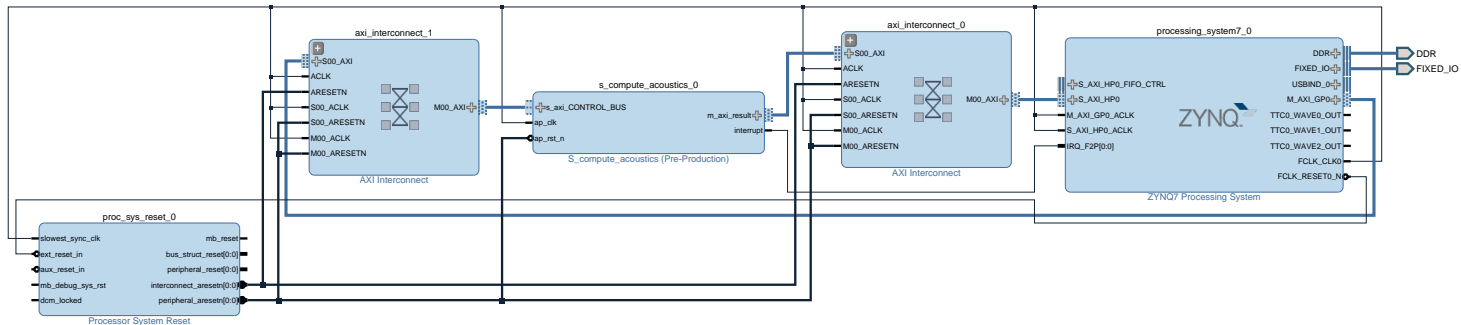 axi_interconnect_1
S00_AXI
ACLK
ARESETN
S00_ACLK
S00_ARESETN
M00_ACLK
M00_ARESETN
M00_AXI
AXI Interconnect
s_compute_acoustics_0
s_axi_CONTROL_BUS
ap_clk
ap_rst_n
m_axi_result
interrupt
S_compute_acoustics (Pre-Production)
axi_interconnect_0
S00_AXI
ACLK
ARESETN
S00_ACLK
S00_ARESETN
M00_ACLK
M00_ARESETN
M00_AXI
AXI Interconnect
processing_system7_0
S_AXI_HP0_FIFO_CTRL
S_AXI_HP0
M_AXI_GP0_ACLK
S_AXI_HP0_ACLK
IRQ_F2P[0:0]
ZYNQ
DDR
FIXED_IO
USBIND_0
M_AXI_GP0
TTC0_WAVE0_OUT
TTC0_WAVE1_OUT
TTC0_WAVE2_OUT
FCLK_CLK0
FCLK_RESET0_N
ZYNQ7 Processing System
DDR
FIXED_IO
proc_sys_reset_0
slowest_sync_clk
ext_reset_in
aux_reset_in
mb_debug_sys_rst
dcm_locked
mb_reset
bus_struct_reset[0:0]
peripheral_reset[0:0]
interconnect_aresetn[0:0]
peripheral_aresetn[0:0]
Processor System Reset